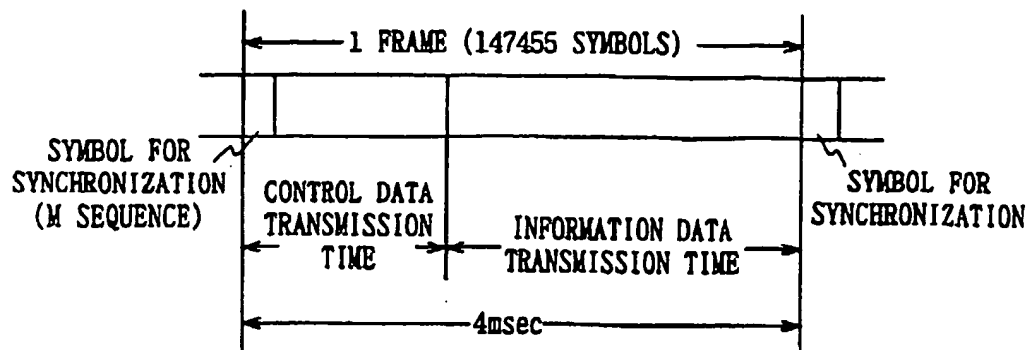 1 FRAME (147455 SYMBOLS)
SYMBOL FOR
SYNCHRONIZATION
(M SEQUENCE)
CONTROL DATA
TRANSMISSION
TIME
INFORMATION DATA
TRANSMISSION TIME
SYMBOL FOR
SYNCHRONIZATION
4msec